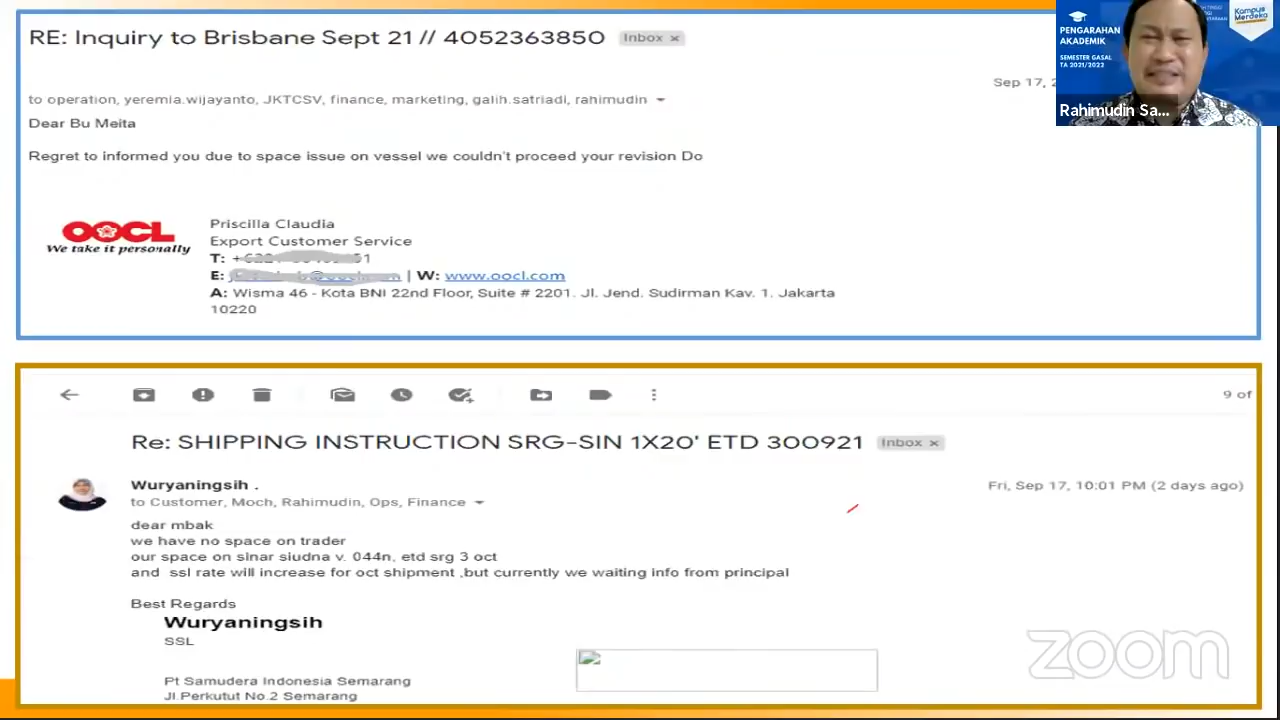 RE: Inquiry to Brisbane Sept 21 // 4052363850 Inbox ×
Sep 17,
to operation, yeremia.wijayanto, JKTCSV, finance, marketing, galih.satriadi, rahimudin
Dear Bu Meita
Regret to informed you due to space issue on vessel we couldn't proceed your revision Do
OOCL
We take it personally
Priscilla Claudia
Export Customer Service
T:
E: | W: www.oocl.com
A: Wisma 46 - Kota BNI 22nd Floor, Suite # 2201. Jl. Jend. Sudirman Kav. 1. Jakarta
10220
PENGARAHAN
AKADEMIK
SEMESTER GASAL
TA 2021/2022
Kampus
Merdeka
Rahimudin Sa...
9 of
Re: SHIPPING INSTRUCTION SRG-SIN 1X20' ETD 300921 Inbox ×
Wuryaningsih .
Fri, Sep 17, 10:01 PM (2 days ago)
to Customer, Moch, Rahimudin, Ops, Finance
dear mbak
we have no space on trader
our space on sinar siudna v. 044n, etd srg 3 oct
and ssl rate will increase for oct shipment ,but currently we waiting info from principal
Best Regards
Wuryaningsih
SSL
Pt Samudera Indonesia Semarang
Jl.Perkutut No.2 Semarang
zoom